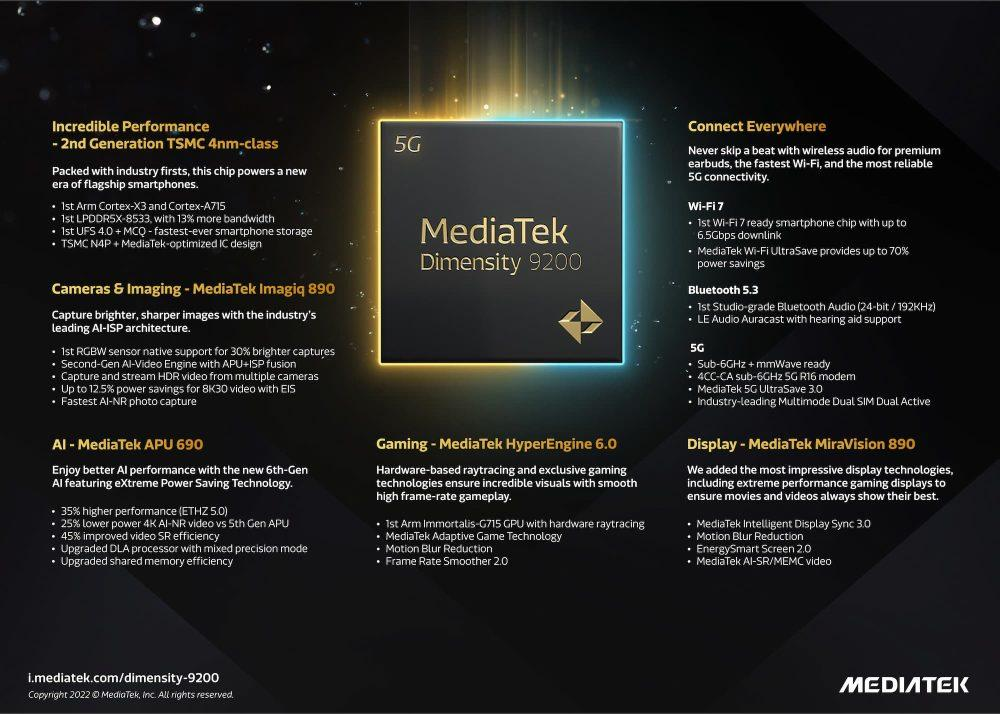 Incredible Performance
- 2nd Generation TSMC 4nm-class
Packed with industry firsts, this chip powers a new
era of flagship smartphones.
• 1st Arm Cortex-X3 and Cortex-A715
• 1st LPDDR5X-8533, with 13% more bandwidth
• 1st UFS 4.0 + MCQ - fastest-ever smartphone storage
• TSMC N4P + MediaTek-optimized IC design
Cameras & Imaging - MediaTek Imagiq 890
Capture brighter, sharper images with the industry's
leading AI-ISP architecture.
• 1st RGBW sensor native support for 30% brighter captures
• Second-Gen AI-Video Engine with APU+ISP fusion
• Capture and stream HDR video from multiple cameras
• Up to 12.5% power savings for 8K30 video with EIS
• Fastest AI-NR photo capture
AI - MediaTek APU 690
Enjoy better AI performance with the new 6th-Gen
AI featuring eXtreme Power Saving Technology.
• 35% higher performance (ETHZ 5.0)
• 25% lower power 4K AI-NR video vs 5th Gen APU
• 45% improved video SR efficiency
• Upgraded DLA processor with mixed precision mode
• Upgraded shared memory efficiency
5G
MediaTek
Dimensity 9200
Gaming - MediaTek HyperEngine 6.0
Hardware-based raytracing and exclusive gaming
technologies ensure incredible visuals with smooth
high frame-rate gameplay.
• 1st Arm Immortalis-G715 GPU with hardware raytracing
• MediaTek Adaptive Game Technology
• Motion Blur Reduction
• Frame Rate Smoother 2.0
Connect Everywhere
Never skip a beat with wireless audio for premium
earbuds, the fastest Wi-Fi, and the most reliable
5G connectivity.
Wi-Fi 7
• 1st Wi-Fi 7 ready smartphone chip with up to
6.5Gbps downlink
• MediaTek Wi-Fi UltraSave provides up to 70%
power savings
Bluetooth 5.3
• 1st Studio-grade Bluetooth Audio (24-bit / 192KHz)
• LE Audio Auracast with hearing aid support
5G
• Sub-6GHz + mmWave ready
• 4CC-CA sub-6GHz 5G R16 modem
• MediaTek 5G UltraSave 3.0
• Industry-leading Multimode Dual SIM Dual Active
Display - MediaTek MiraVision 890
We added the most impressive display technologies,
including extreme performance gaming displays to
ensure movies and videos always show their best.
• MediaTek Intelligent Display Sync 3.0
• Motion Blur Reduction
• EnergySmart Screen 2.0
• MediaTek AI-SR/MEMC video
i.mediatek.com/dimensity-9200
Copyright 2022 © MediaTek, Inc. All rights reserved.
MEDIATEK